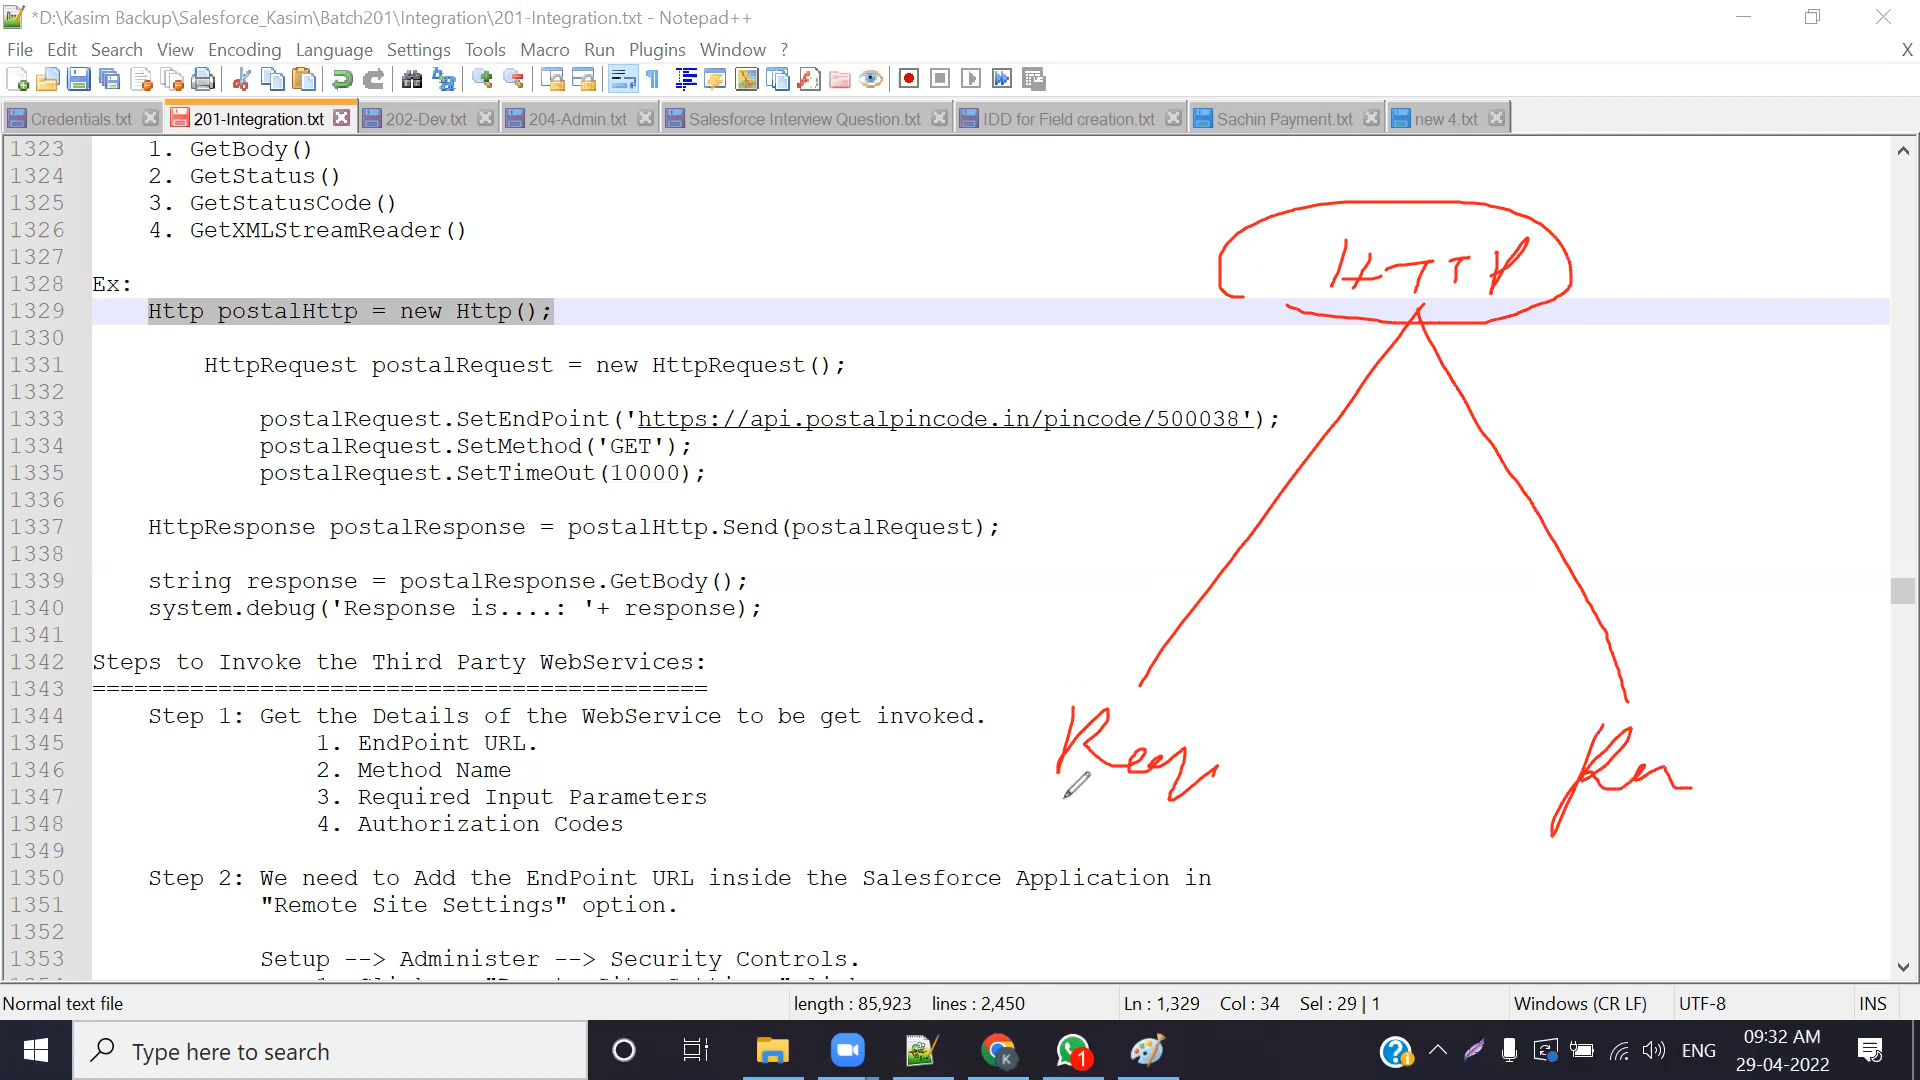 *D:\Kasim Backup\Salesforce_Kasim\Batch201\Integration\201-Integration.txt - Notepad++
File Edit Search View Encoding Language Settings Tools Macro Run Plugins Window ? X
Credentials.txt 201-Integration.txt 202-Dev.txt 204-Admin.txt Salesforce Interview Question.txt IDD for Field creation.txt Sachin Payment.txt new 4.txt
1323 1. GetBody()
1324 2. GetStatus()
1325 3. GetStatusCode()
1326 4. GetXMLStreamReader()
1327
1328 Ex:
1329 Http postalHttp = new Http();
1330
1331 HttpRequest postalRequest = new HttpRequest();
1332
1333 postalRequest.SetEndPoint('https://api.postalpincode.in/pincode/500038');
1334 postalRequest.SetMethod('GET');
1335 postalRequest.SetTimeOut(10000);
1336
1337 HttpResponse postalResponse = postalHttp.Send(postalRequest);
1338
1339 string response = postalResponse.GetBody();
1340 system.debug('Response is....: '+ response);
1341
1342 Steps to Invoke the Third Party WebServices:
1343 ============================================
1344 Step 1: Get the Details of the WebService to be get invoked.
1345 1. EndPoint URL.
1346 2. Method Name
1347 3. Required Input Parameters
1348 4. Authorization Codes
1349
1350 Step 2: We need to Add the EndPoint URL inside the Salesforce Application in
1351 "Remote Site Settings" option.
1352
1353 Setup --> Administer --> Security Controls.
HTTP
Req
Res
Normal text file length : 85,923 lines : 2,450 Ln : 1,329 Col : 34 Sel : 29 | 1 Windows (CR LF) UTF-8 INS
Type here to search
K
1
ENG
09:32 AM
29-04-2022